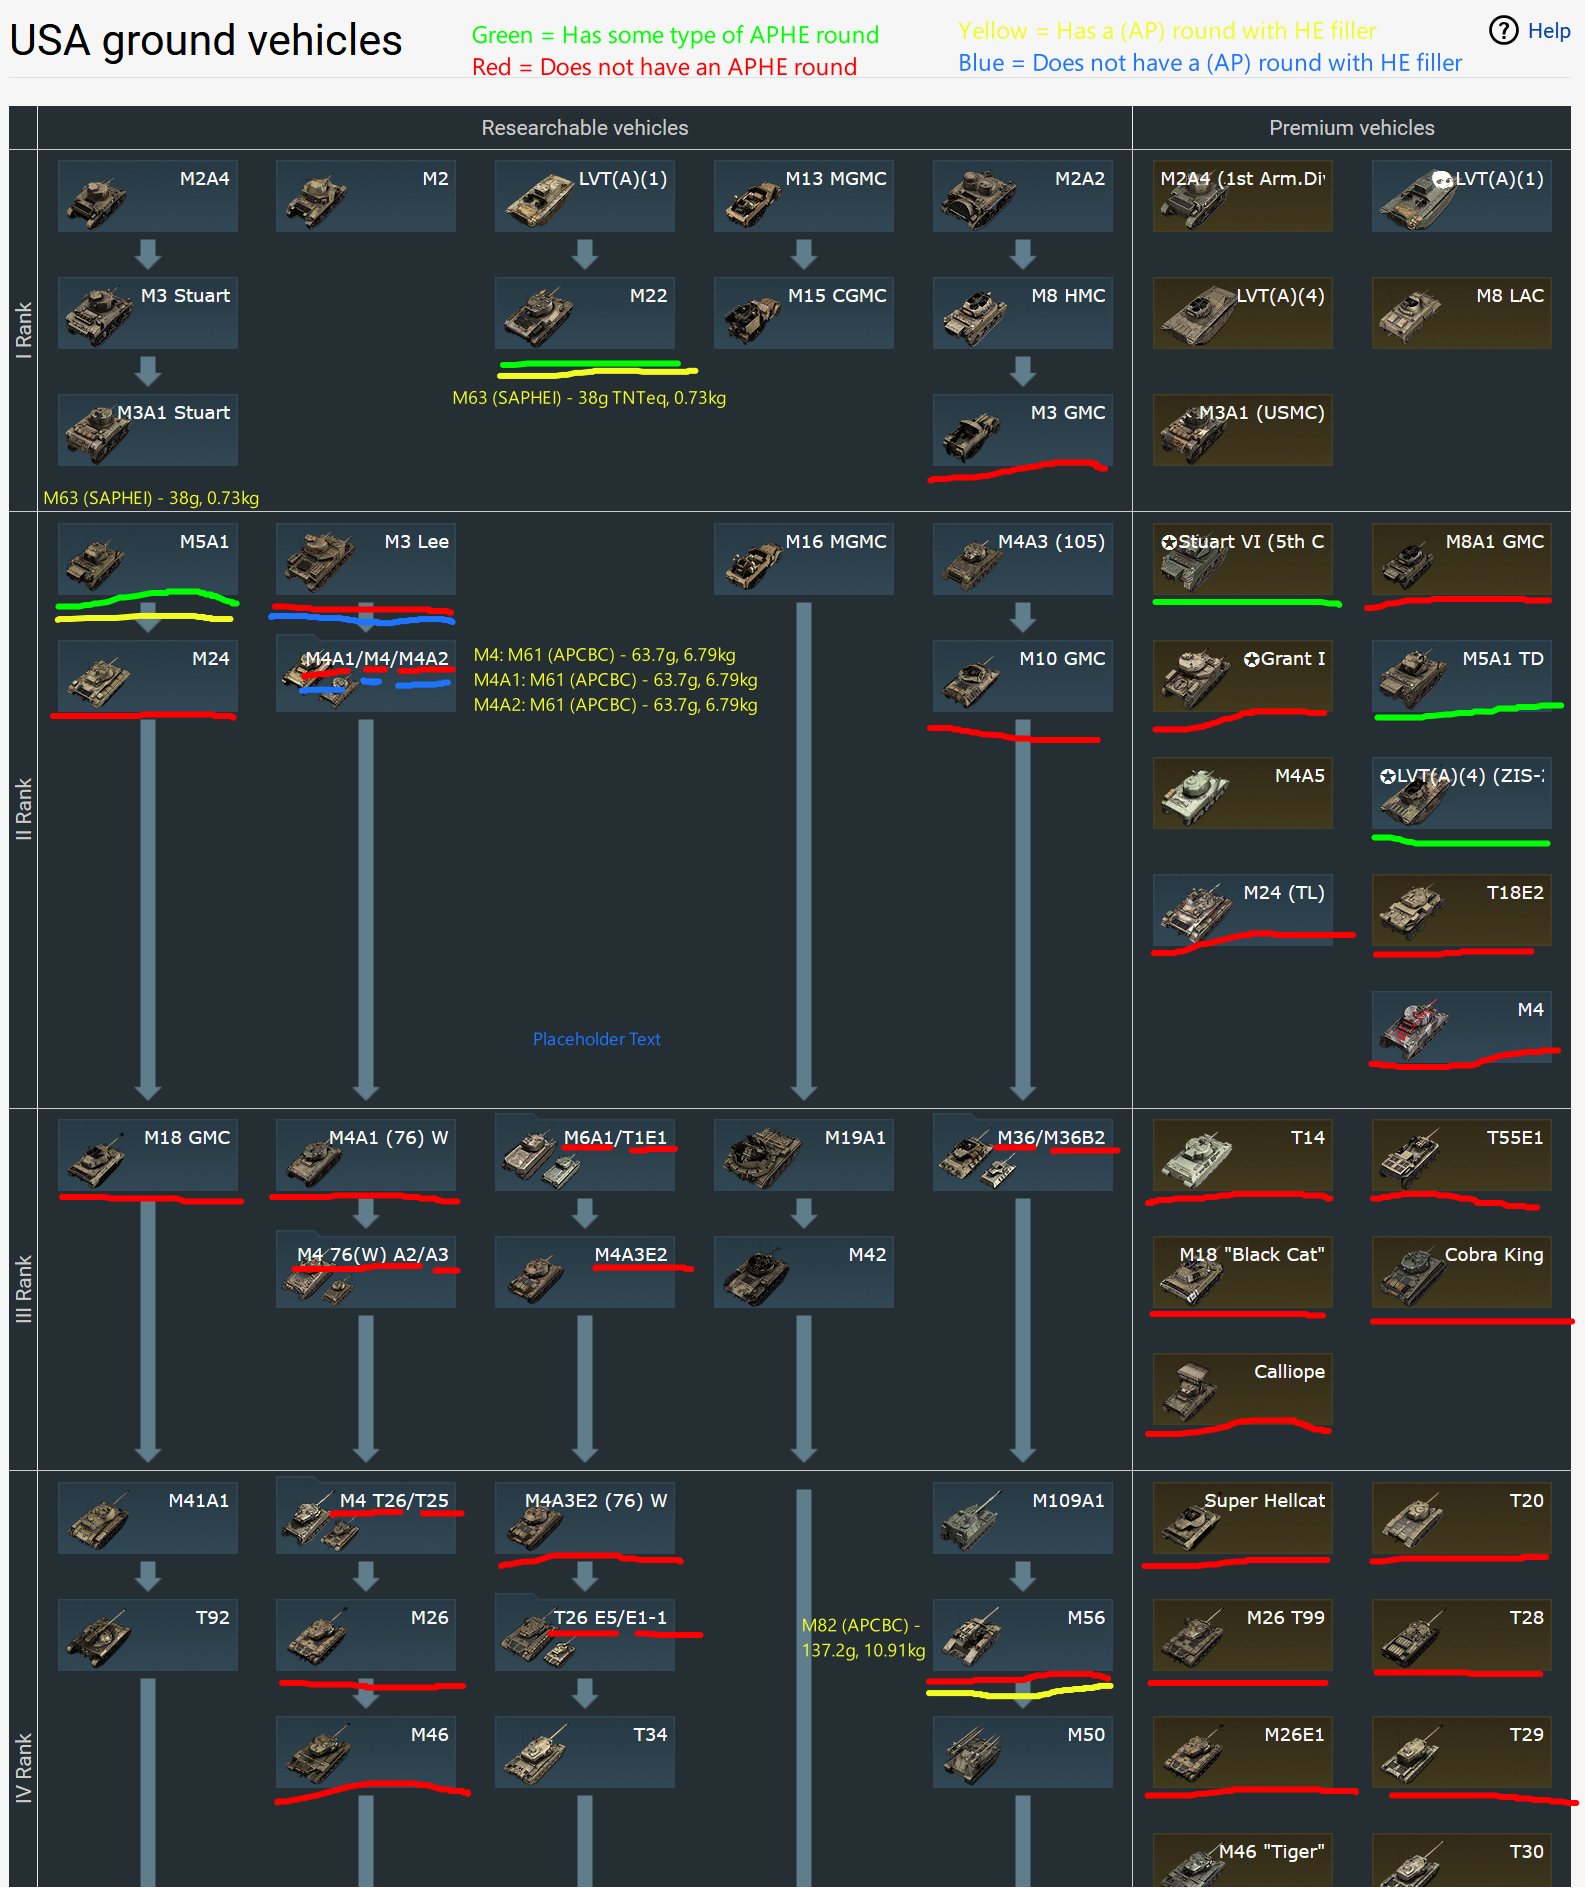 USA ground vehicles
Green = Has some type of APHE round
Red = Does not have an APHE round
Yellow = Has a (AP) round with HE filler
Blue = Does not have a (AP) round with HE filler
? Help
Researchable vehicles
Premium vehicles
I Rank
M2A4
M2
LVT(A)(1)
M13 MGMC
M2A2
M2A4 (1st Arm.Di
LVT(A)(1)
M3 Stuart
M22
M15 CGMC
M8 HMC
LVT(A)(4)
M8 LAC
M63 (SAPHEI) - 38g TNTeq, 0.73kg
M3A1 Stuart
M3 GMC
M3A1 (USMC)
M63 (SAPHEI) - 38g, 0.73kg
II Rank
M5A1
M3 Lee
M16 MGMC
M4A3 (105)
Stuart VI (5th C
M8A1 GMC
M24
M4A1/M4/M4A2
M4: M61 (APCBC) - 63.7g, 6.79kg
M4A1: M61 (APCBC) - 63.7g, 6.79kg
M4A2: M61 (APCBC) - 63.7g, 6.79kg
M10 GMC
Grant I
M5A1 TD
M4A5
LVT(A)(4) (ZIS-
M24 (TL)
T18E2
M4
Placeholder Text
III Rank
M18 GMC
M4A1 (76) W
M6A1/T1E1
M19A1
M36/M36B2
T14
T55E1
M4 76(W) A2/A3
M4A3E2
M42
M18 "Black Cat"
Cobra King
Calliope
IV Rank
M41A1
M4 T26/T25
M4A3E2 (76) W
M109A1
Super Hellcat
T20
T92
M26
T26 E5/E1-1
M82 (APCBC) -
137.2g, 10.91kg
M56
M26 T99
T28
M46
T34
M50
M26E1
T29
M46 "Tiger"
T30